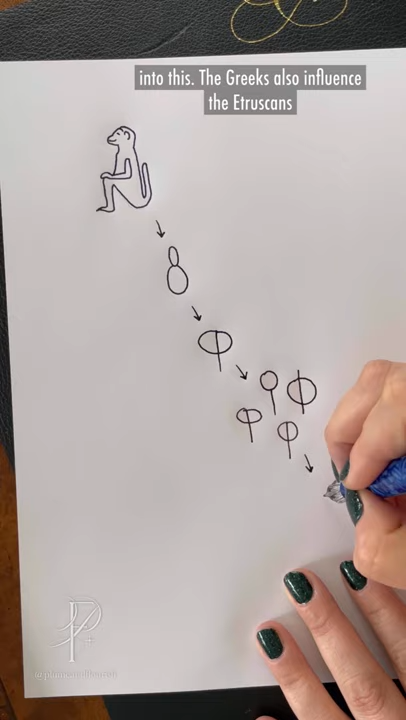 into this. The Greeks also influence
the Etruscans